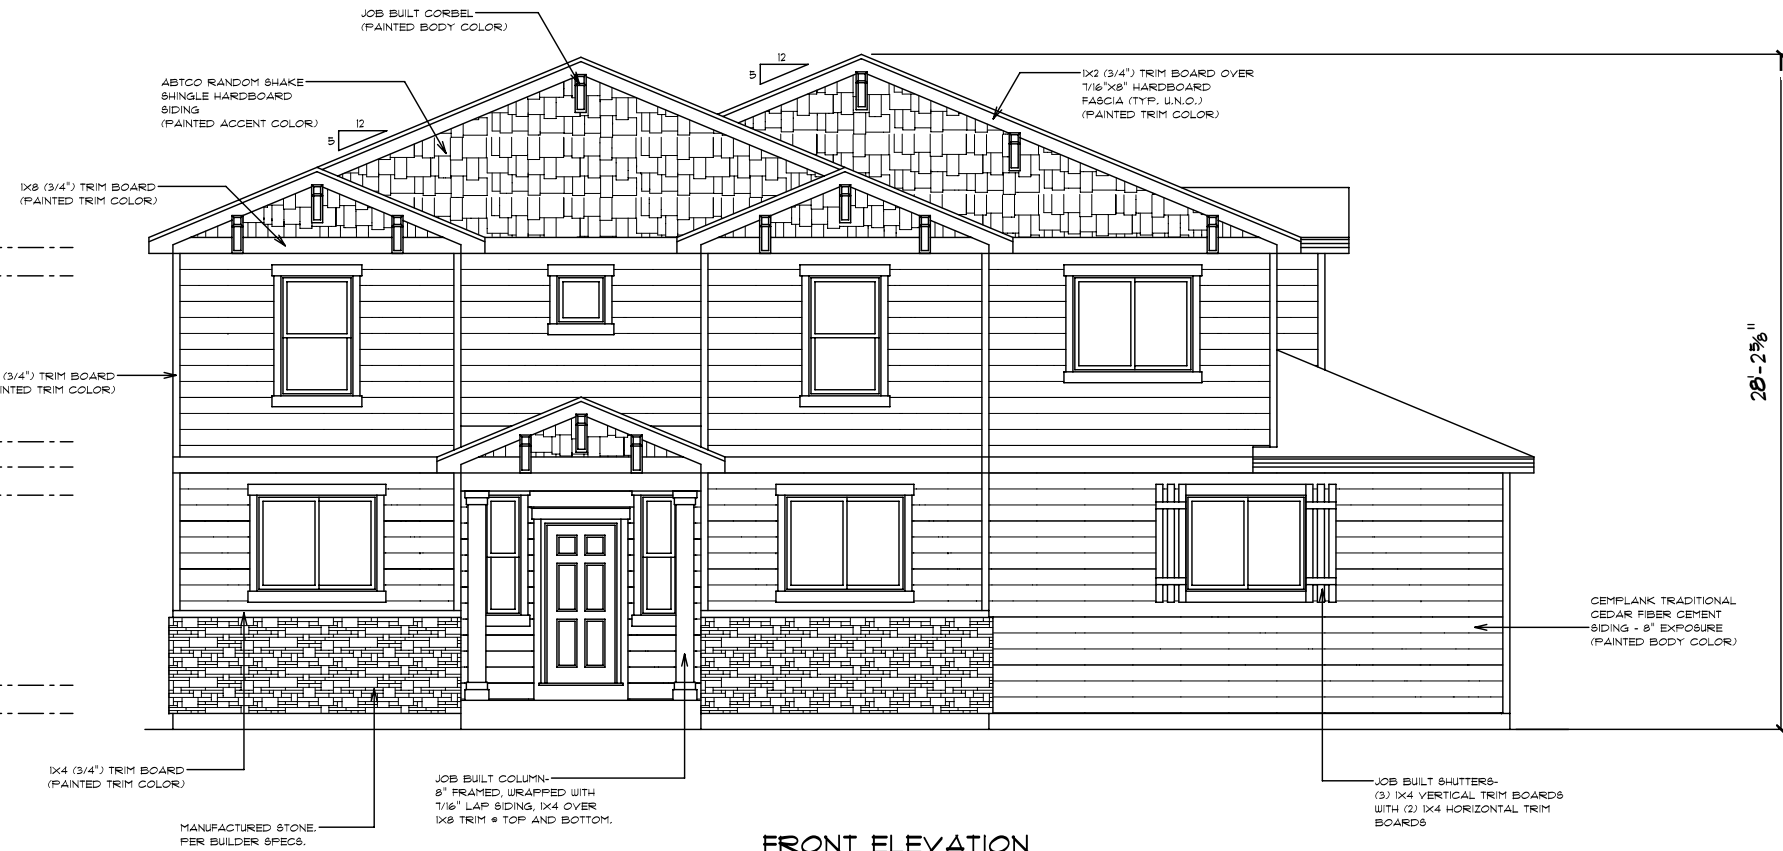 JOB BUILT CORBEL
(PAINTED BODY COLOR)
ABTCO RANDOM SHAKE
SHINGLE HARDBOARD
SIDING
(PAINTED ACCENT COLOR)
12
5
12
5
1X2 (3/4") TRIM BOARD OVER
7/16"X8" HARDBOARD
FASCIA (TYP. U.N.O.)
(PAINTED TRIM COLOR)
1X8 (3/4") TRIM BOARD
(PAINTED TRIM COLOR)
(3/4") TRIM BOARD
INTED TRIM COLOR)
28'-2⅝"
CEMPLANK TRADITIONAL
CEDAR FIBER CEMENT
SIDING - 8" EXPOSURE
(PAINTED BODY COLOR)
1X4 (3/4") TRIM BOARD
(PAINTED TRIM COLOR)
MANUFACTURED STONE.
PER BUILDER SPECS.
JOB BUILT COLUMN-
8" FRAMED, WRAPPED WITH
7/16" LAP SIDING, 1X4 OVER
1X8 TRIM @ TOP AND BOTTOM.
JOB BUILT SHUTTERS-
(3) 1X4 VERTICAL TRIM BOARDS
WITH (2) 1X4 HORIZONTAL TRIM
BOARDS
FRONT ELEVATION